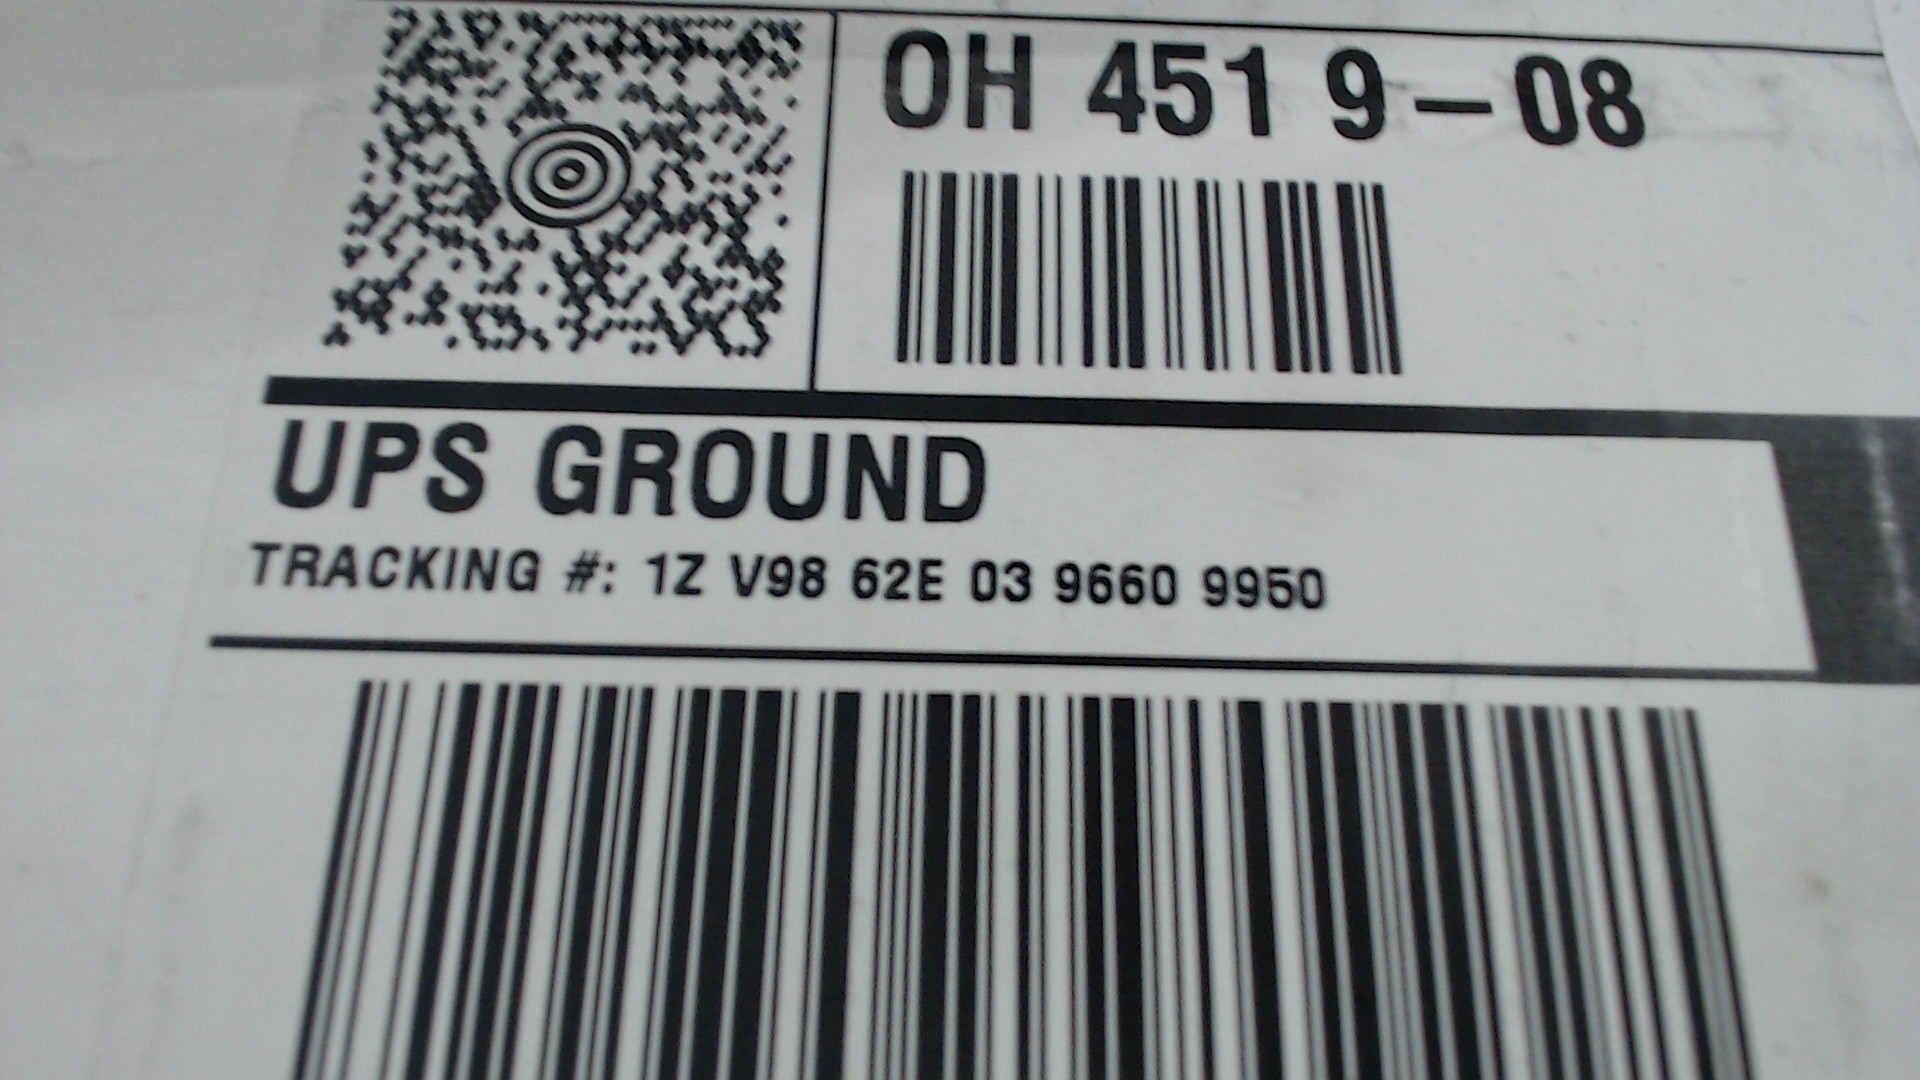 OH 451 9-08
UPS GROUND
TRACKING #: 1Z V98 62E 03 9660 9950